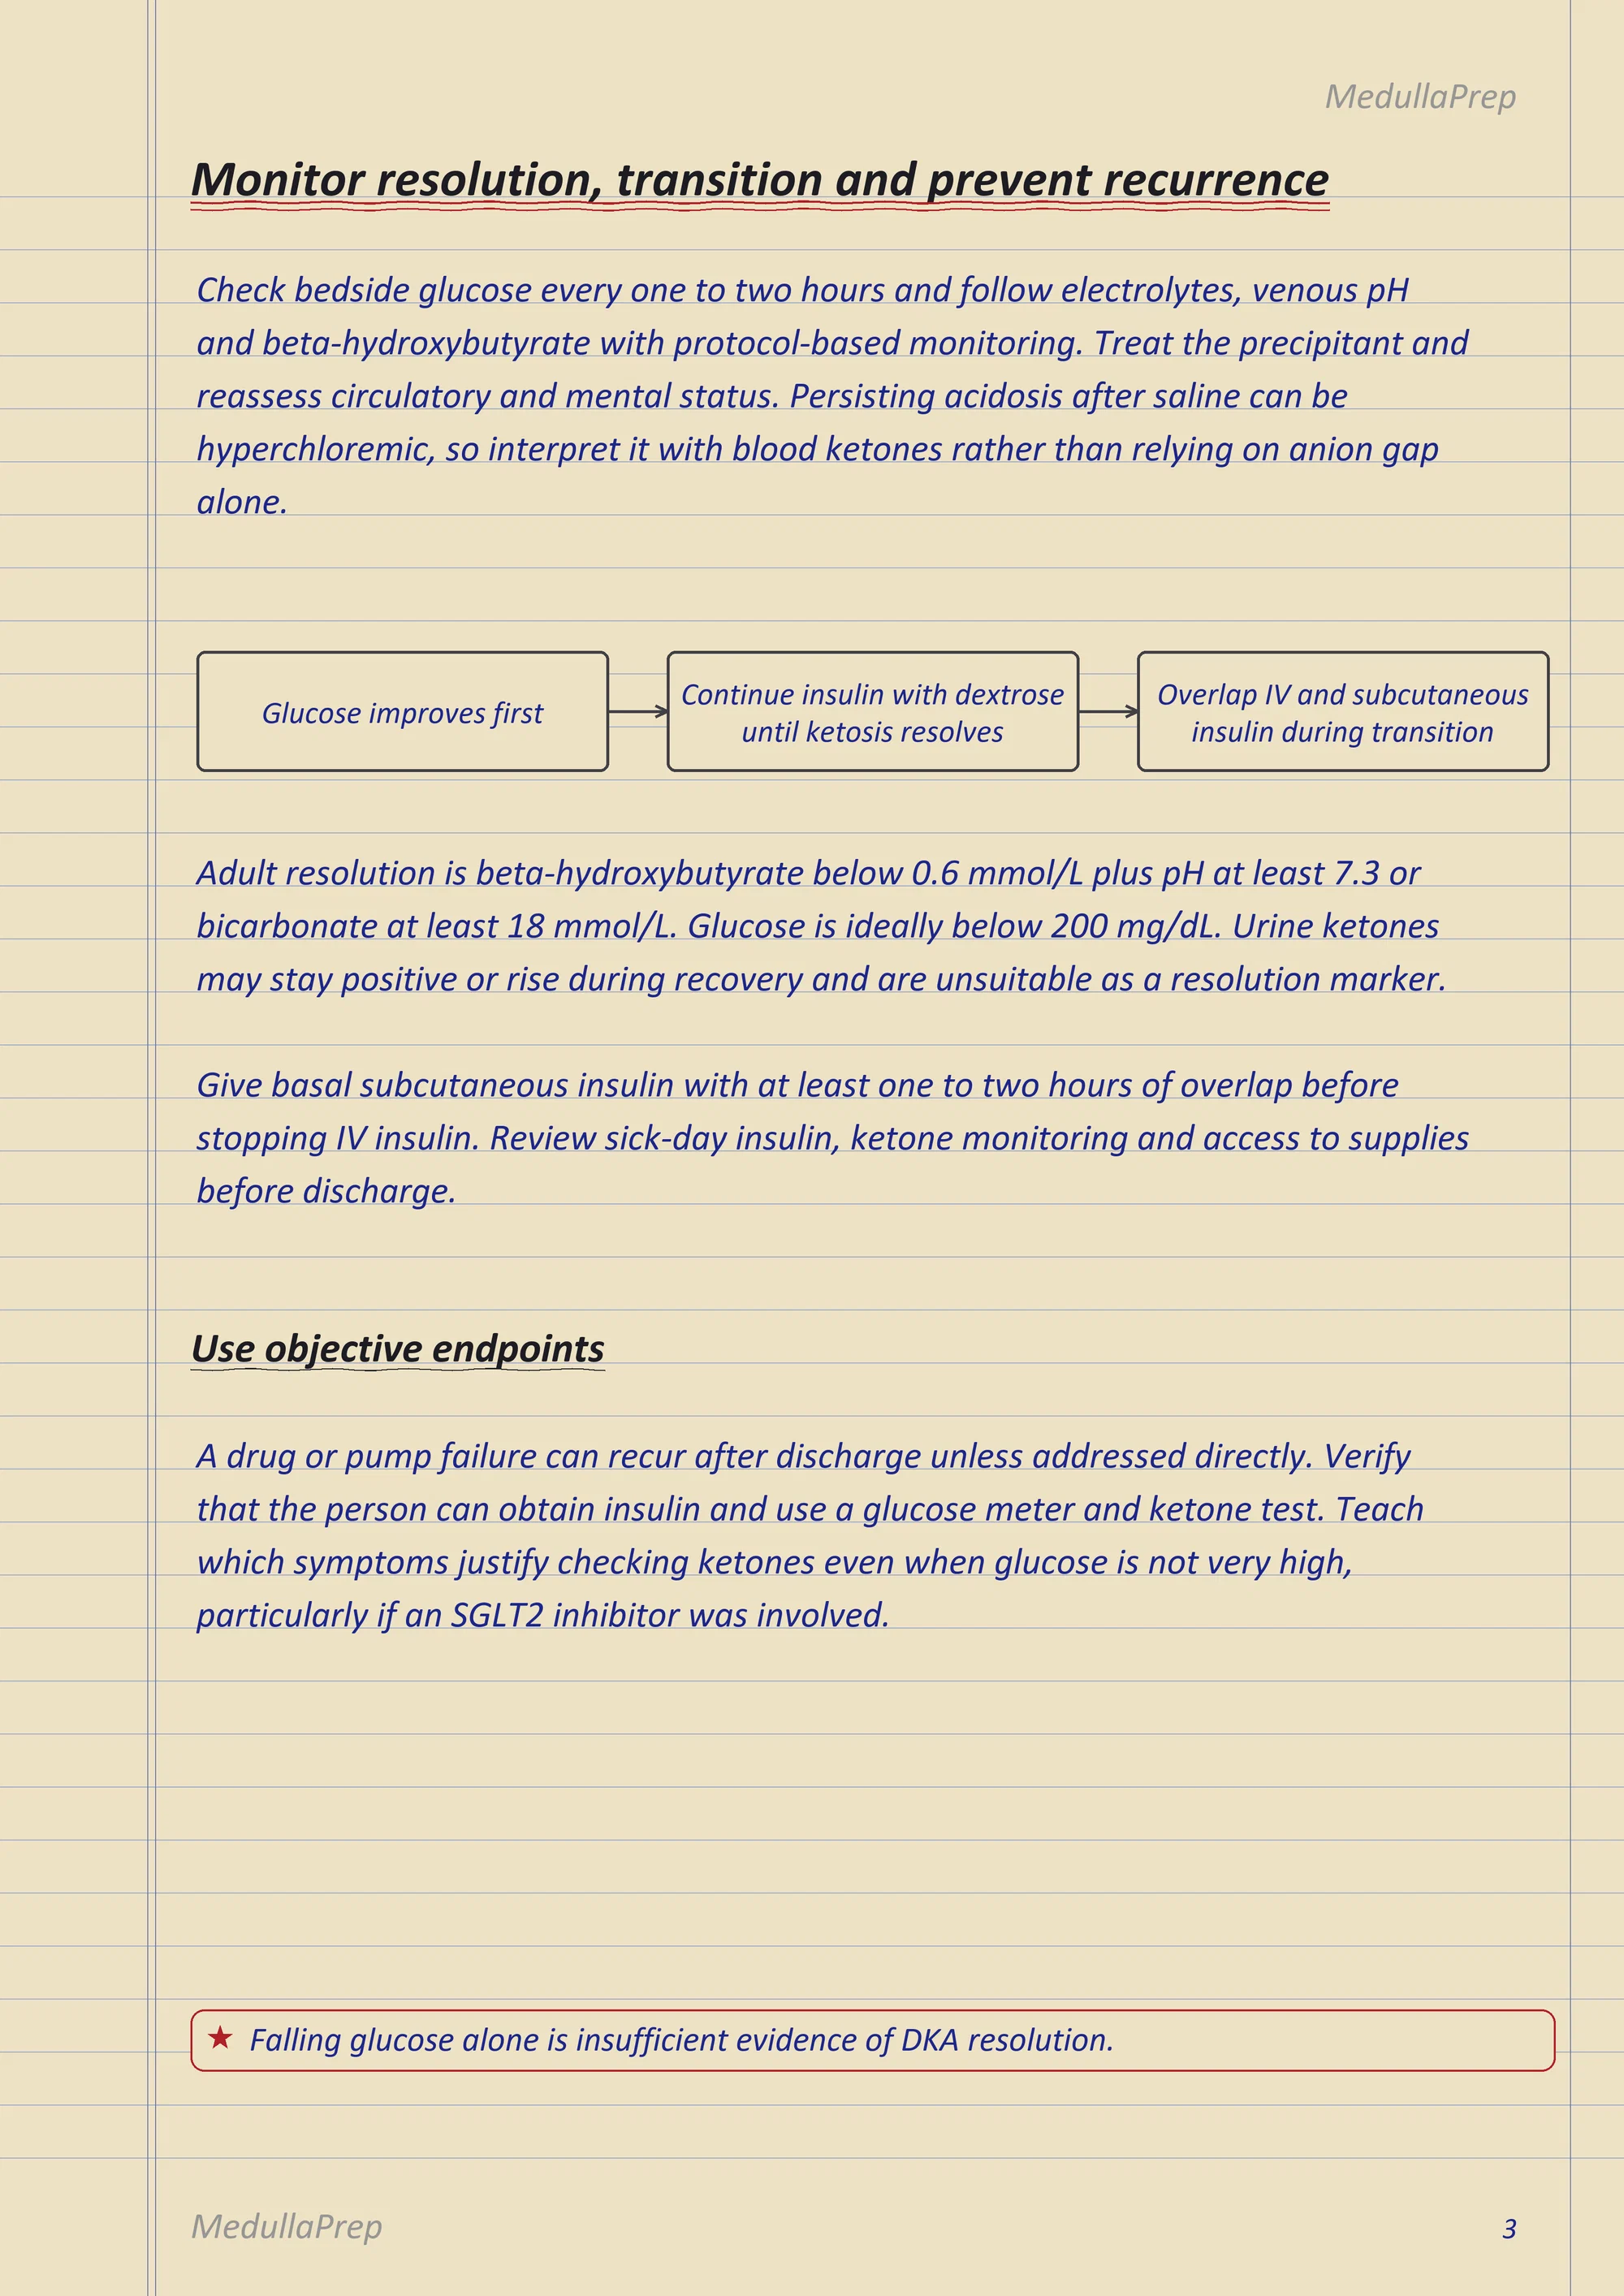 MedullaPrep
Monitor resolution, transition and prevent recurrence
Check bedside glucose every one to two hours and follow electrolytes, venous pH
and beta-hydroxybutyrate with protocol-based monitoring. Treat the precipitant and
reassess circulatory and mental status. Persisting acidosis after saline can be
hyperchloremic, so interpret it with blood ketones rather than relying on anion gap
alone.
Glucose improves first
Continue insulin with dextrose
until ketosis resolves
Overlap IV and subcutaneous
insulin during transition
Adult resolution is beta-hydroxybutyrate below 0.6 mmol/L plus pH at least 7.3 or
bicarbonate at least 18 mmol/L. Glucose is ideally below 200 mg/dL. Urine ketones
may stay positive or rise during recovery and are unsuitable as a resolution marker.
Give basal subcutaneous insulin with at least one to two hours of overlap before
stopping IV insulin. Review sick-day insulin, ketone monitoring and access to supplies
before discharge.
Use objective endpoints
A drug or pump failure can recur after discharge unless addressed directly. Verify
that the person can obtain insulin and use a glucose meter and ketone test. Teach
which symptoms justify checking ketones even when glucose is not very high,
particularly if an SGLT2 inhibitor was involved.
★ Falling glucose alone is insufficient evidence of DKA resolution.
MedullaPrep
3